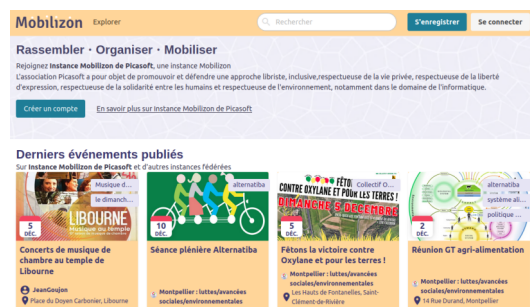 Mobilizon Explorer Rechercher S'enregistrer Se connecter
Rassembler · Organiser · Mobiliser
Rejoignez Instance Mobilizon de Picasoft, une instance Mobilizon
L'association Picasoft a pour objet de promouvoir et défendre une approche libriste, inclusive,respectueuse de la vie privée, respectueuse de la liberté
d'expression, respectueuse de la solidarité entre les humains et respectueuse de l'environnement, notamment dans le domaine de l'informatique.
Créer un compte En savoir plus sur Instance Mobilizon de Picasoft
Derniers événements publiés
Sur Instance Mobilizon de Picasoft et d'autres instances fédérées
Musique d...
le dimanch...
LIBOURNE
Musique au Temple
5
DÉC.
Concerts de musique de
chambre au temple de
Libourne
JeanGoujon
Place du Doyen Carbonier, Libourne
alternatiba
10
DÉC.
Séance plénière Alternatiba
Montpellier : luttes/avancées
sociales/environnementales
Collectif O...
CONTRE OXYLANE ET POUR LES TERRES !
DIMANCHE 5 DECEMBRE
5
DÉC.
Fêtons la victoire contre
Oxylane et pour les terres !
Montpellier : luttes/avancées
sociales/environnementales
Les Hauts de Fontanelles, Saint-
Clément-de-Rivière
alternatiba
système ali...
politique ...
2
DÉC.
Réunion GT agri-alimentation
Montpellier : luttes/avancées
sociales/environnementales
14 Rue Durand, Montpellier